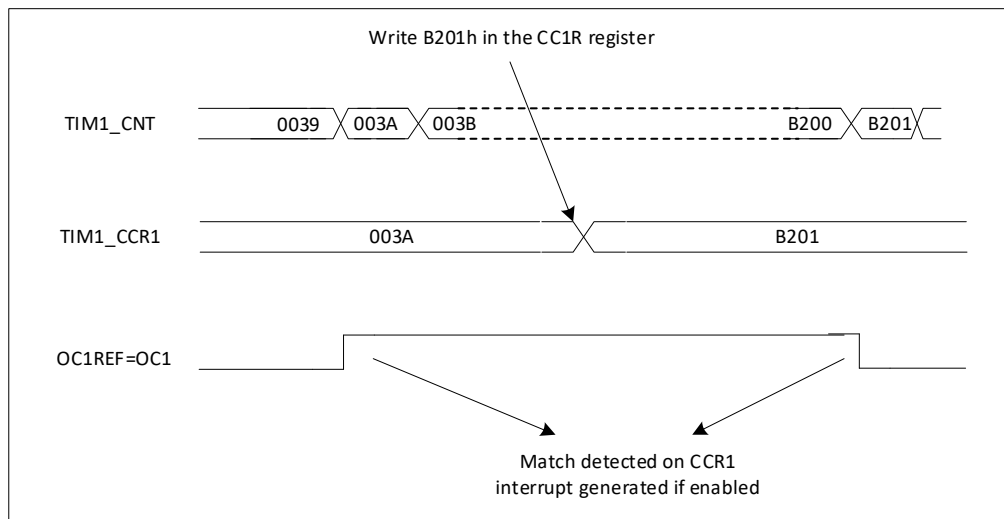 Write B201h in the CC1R register
TIM1_CNT
0039 003A 003B B200 B201
TIM1_CCR1
003A B201
OC1REF=OC1
Match detected on CCR1
interrupt generated if enabled